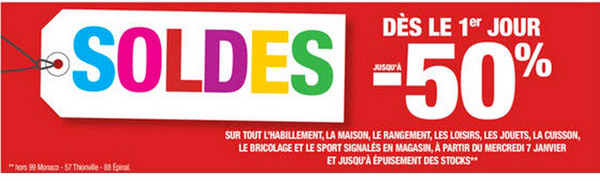 SOLDES
DÈS LE 1er JOUR
JUSQU'À
-50%
SUR TOUT L'HABILLEMENT, LA MAISON, LE RANGEMENT, LES LOISIRS, LES JOUETS, LA CUISSON,
LE BRICOLAGE ET LE SPORT SIGNALÉS EN MAGASIN, À PARTIR DU MERCREDI 7 JANVIER
ET JUSQU'À ÉPUISEMENT DES STOCKS**
** hors 99 Monaco - 57 Thionville - 88 Épinal.